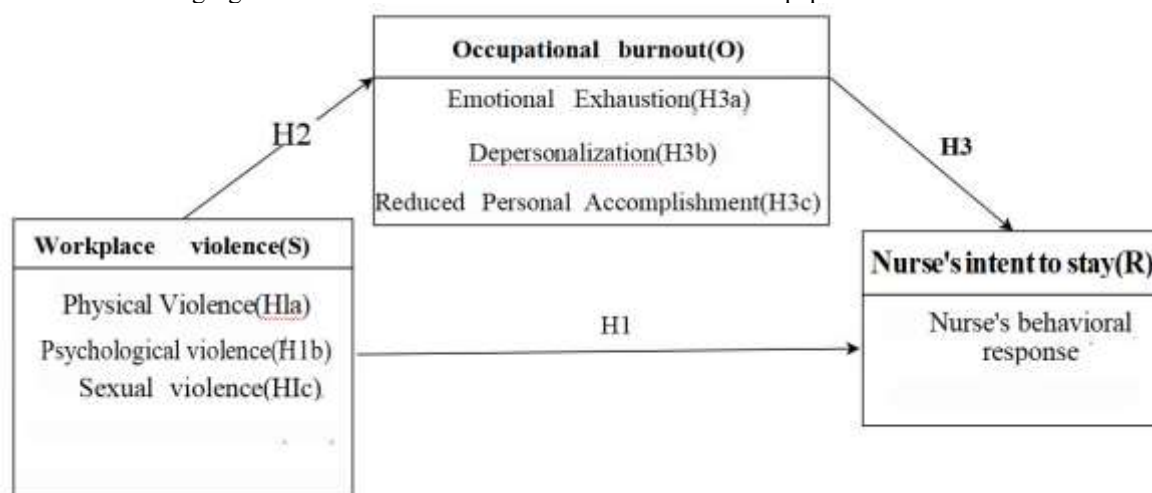 Occupational burnout(O)
Emotional Exhaustion(H3a)
Depersonalization(H3b)
Reduced Personal Accomplishment(H3c)
H2
H3
Workplace violence(S)
Physical Violence(Hla)
Psychological violence(H1b)
Sexual violence(HIc)
H1
Nurse's intent to stay(R)
Nurse's behavioral
response